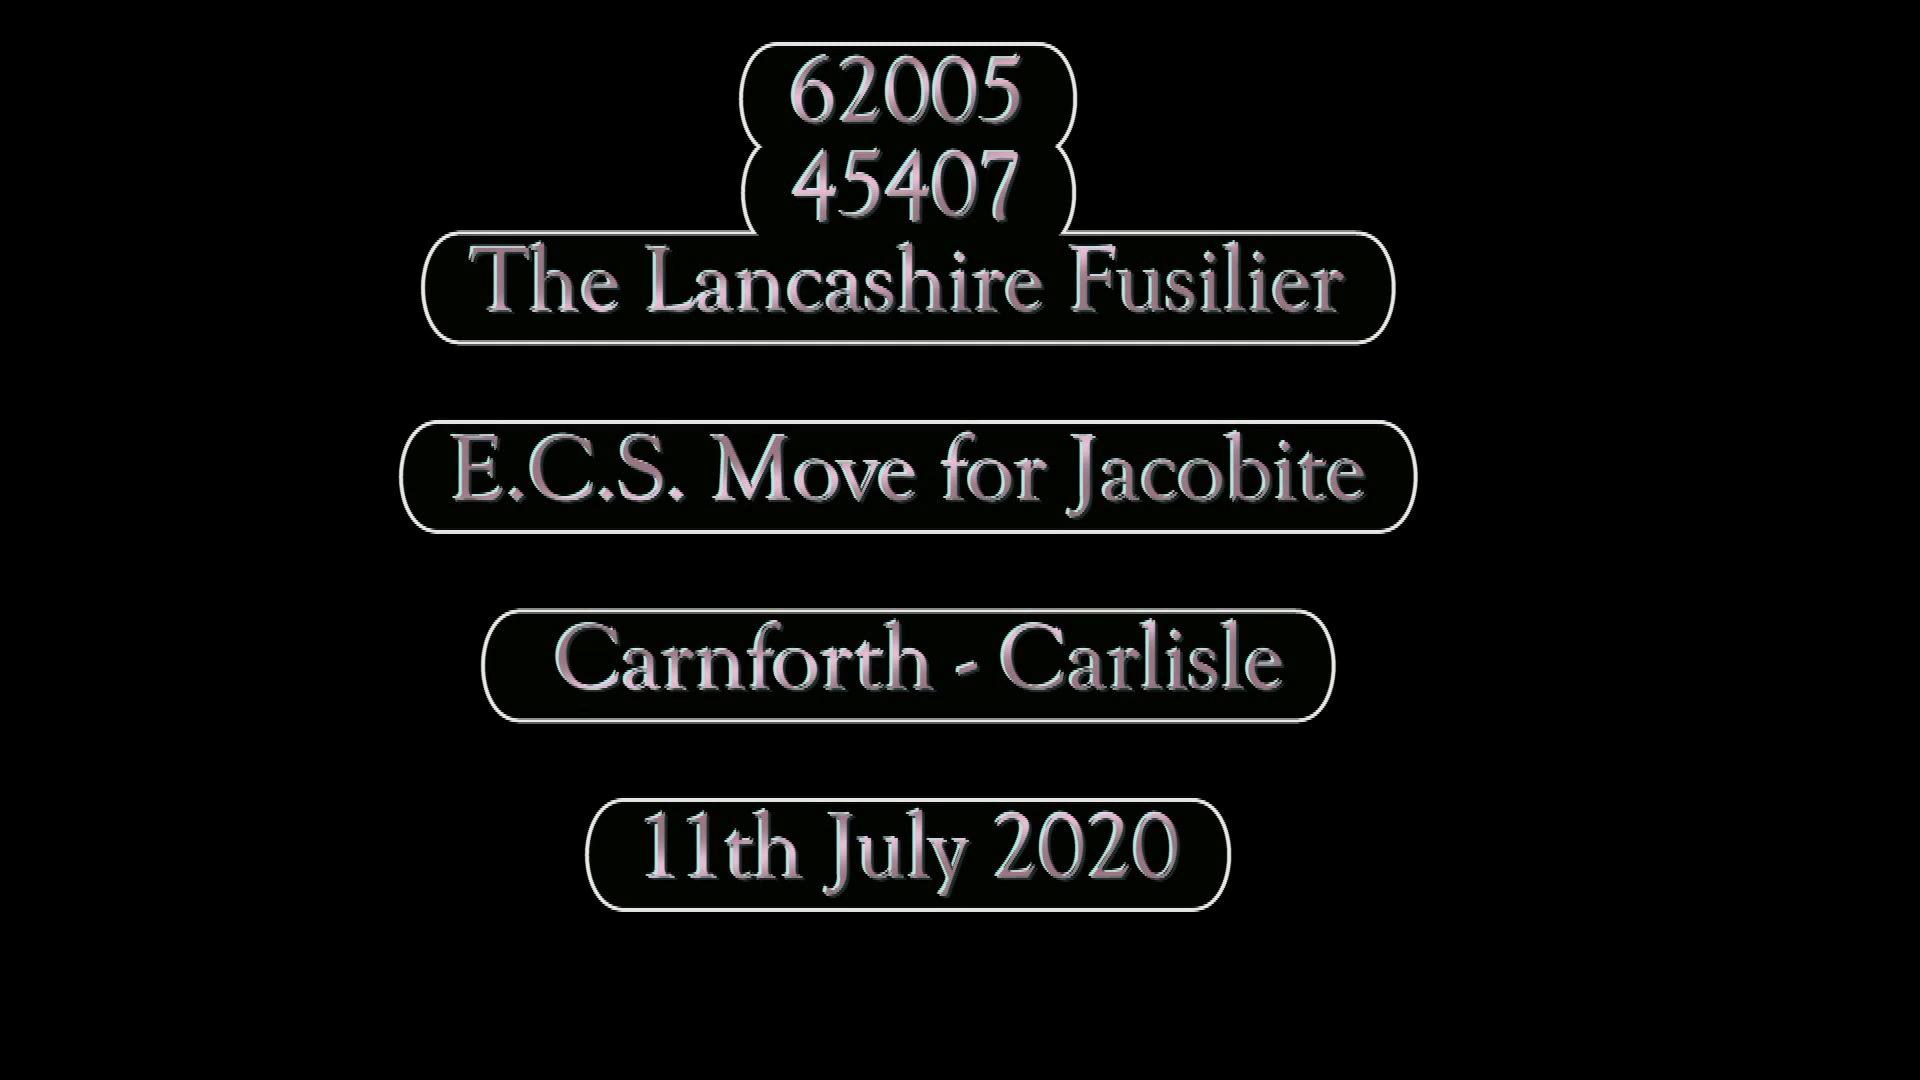 62005
45407
The Lancashire Fusilier
E.C.S. Move for Jacobite
Carnforth - Carlisle
11th July 2020